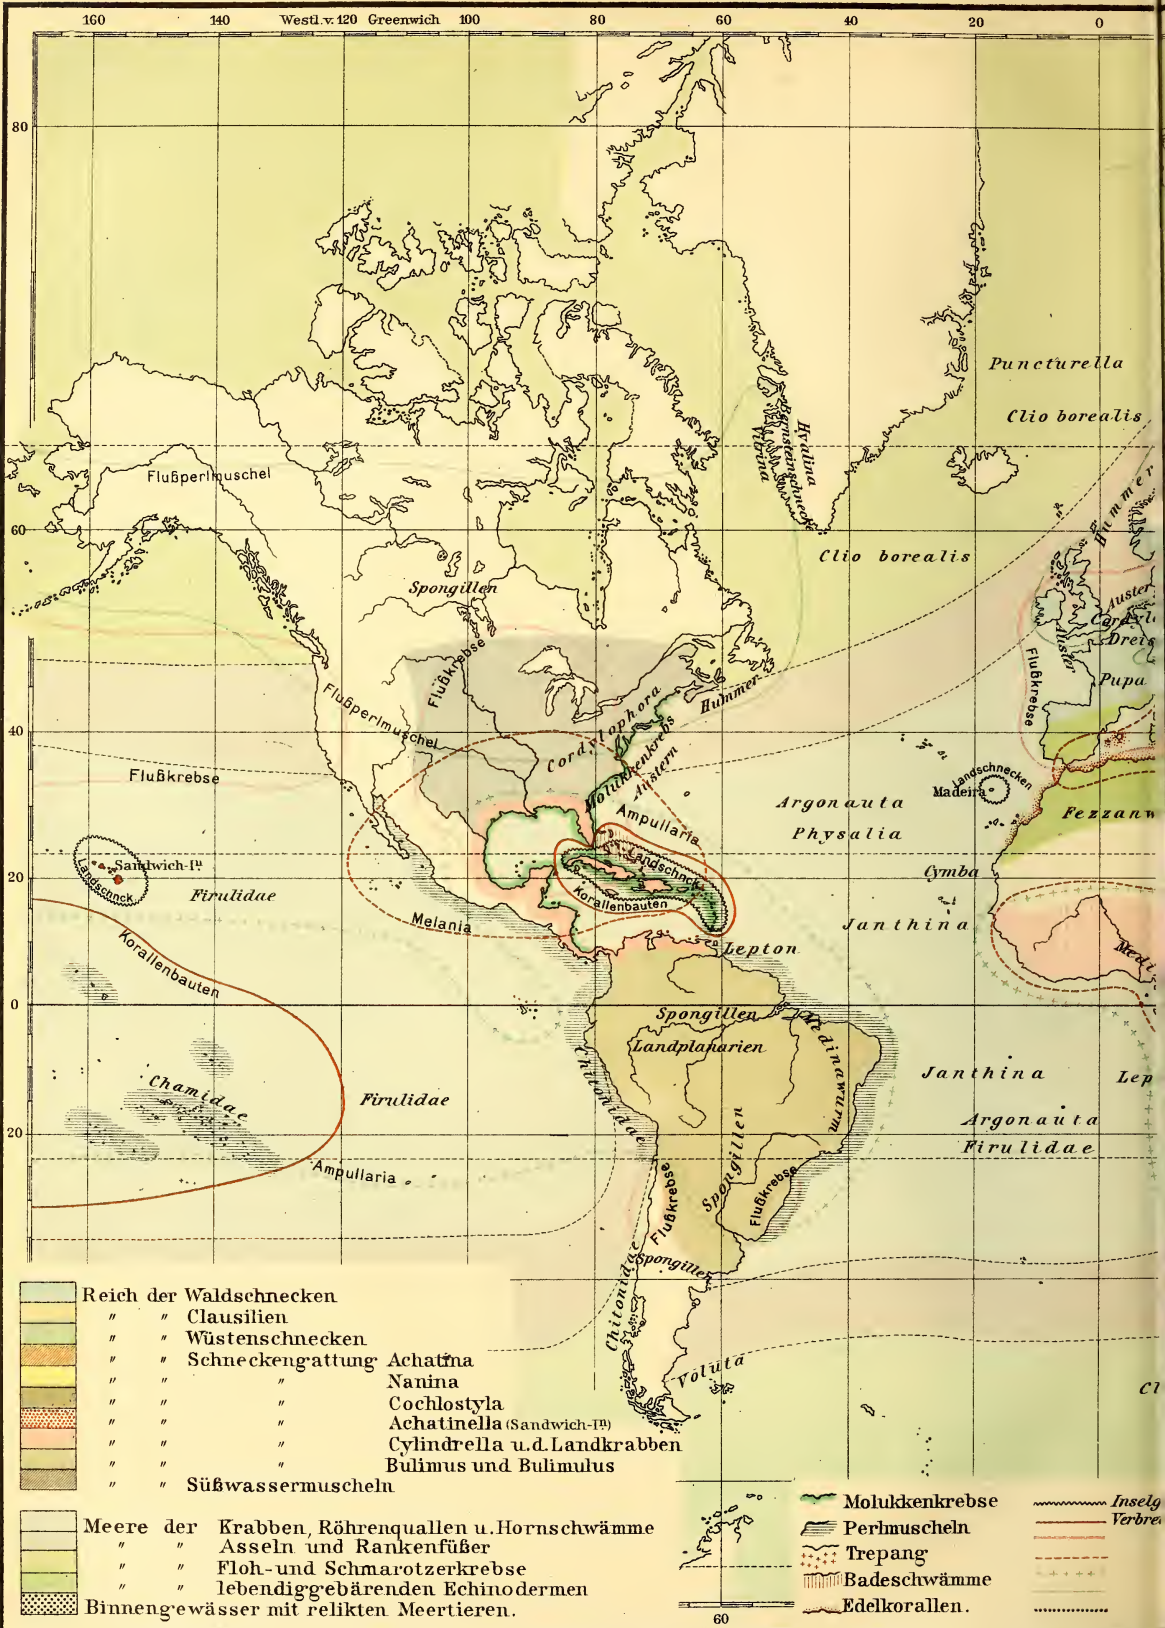 160 140 Westl. v. 120 Greenwich 100 80 60 40 20 0
80
Puncturella
Clio borealis
Hyalina
Bernsteinschnecke
Vitrina
Flußperlmuschel
Hummer
60
Clio borealis
Spongillen
Auster
Auster
Flußkrebse
Flußkrebse
Pupa
Flußperlmuschel
Hummer
Cordylophora
40
Molukkenkrebs
Austern
Flußkrebse
Landschnecken
Madeira
Argonauta
Ampullaria
Physalia
Sandwich-Iⁿ
Landschnck.
Landschnck.
Cymba
20
Firulidae
Korallenbauten
Melania
Janthina
Korallenbauten
Lepton
0
Spongillen
Medinawurm
Landplanarien
Chitonidae
Janthina
Chamidae
Firulidae
Argonauta
20
Firulidae
Ampullaria
Spongillen
Flußkrebse
Flußkrebse
Spongillen
Chitonidae
Voluta
Reich der Waldschnecken
" " Clausilien
" " Wüstenschnecken
" " Schneckengattung Achatina
" " " Nanina
" " " Cochlostyla
" " " Achatinella (Sandwich-Iⁿ)
" " " Cylindrella u. d. Landkrabben
" " " Bulimus und Bulimulus
" " Süßwassermuscheln
Meere der Krabben, Röhrenquallen u. Hornschwämme
" " Asseln und Rankenfüßer
" " Floh- und Schmarotzerkrebse
" " lebendiggebärenden Echinodermen
Binnengewässer mit relikten Meertieren.
Molukkenkrebse
Perlmuscheln
Trepang
Badeschwämme
Edelkorallen.
60